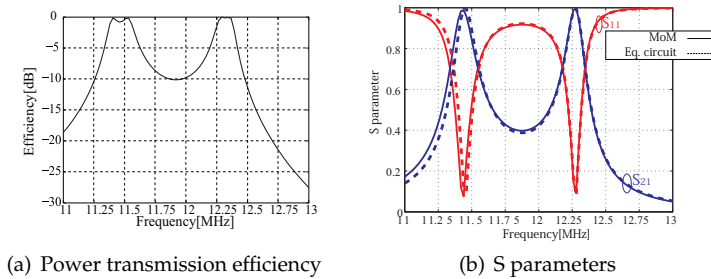 0
−5
−10
−15
−20
−25
−30
Efficiency[dB]
11 11.25 11.5 11.75 12 12.25 12.5 12.75 13
Frequency[MHz]
(a) Power transmission efficiency
1
0.8
0.6
0.4
0.2
0
S parameter
S11
MoM
Eq. circuit
S21
11 11.2 5 11.5 11.75 12 12.25 12.5 12.75 13
Frequency[MHz]
(b) S parameters